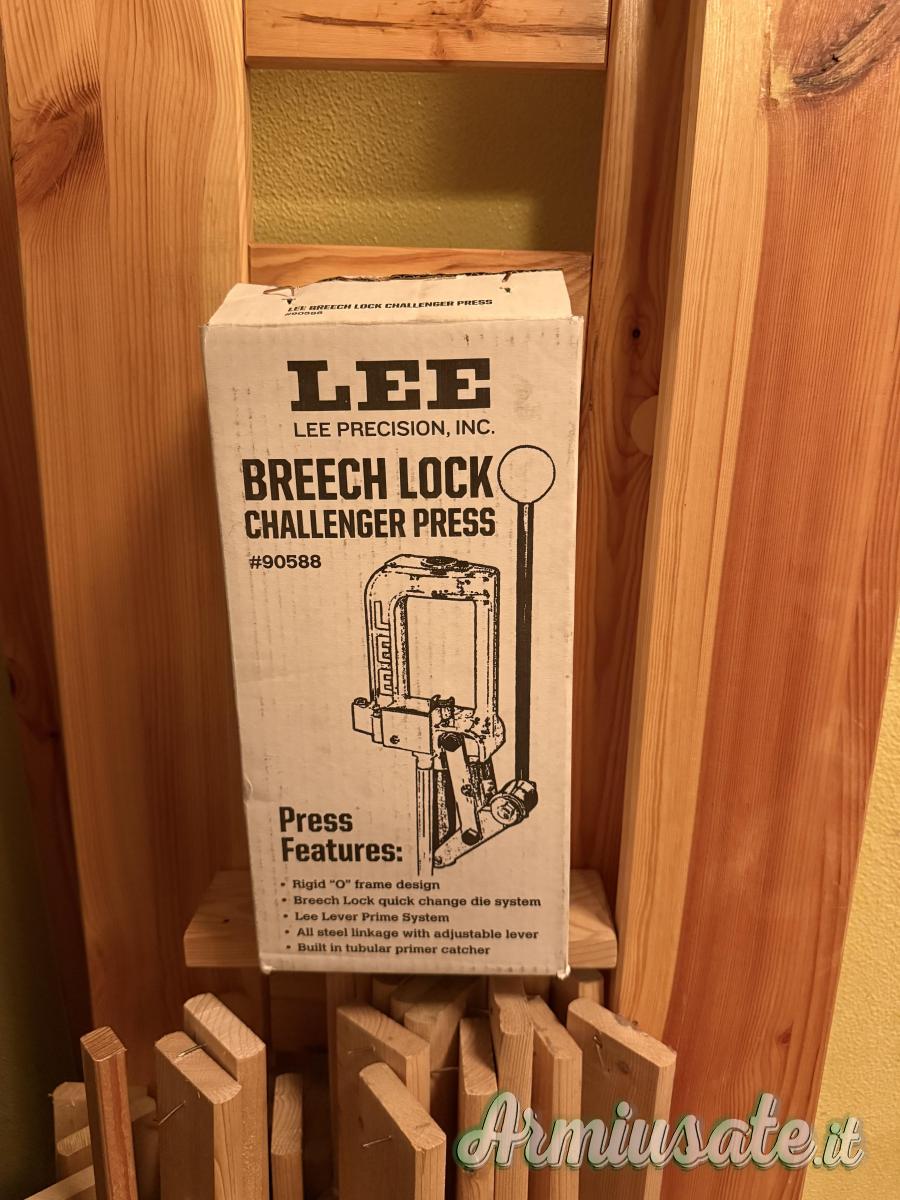 LEE BREECH LOCK CHALLENGER PRESS
#90588
LEE
LEE PRECISION, INC.
BREECH LOCK
CHALLENGER PRESS
#90588
LEE
Press
Features:
• Rigid "O" frame design
• Breech Lock quick change die system
• Lee Lever Prime System
• All steel linkage with adjustable lever
• Built in tubular primer catcher
Armiusate.it